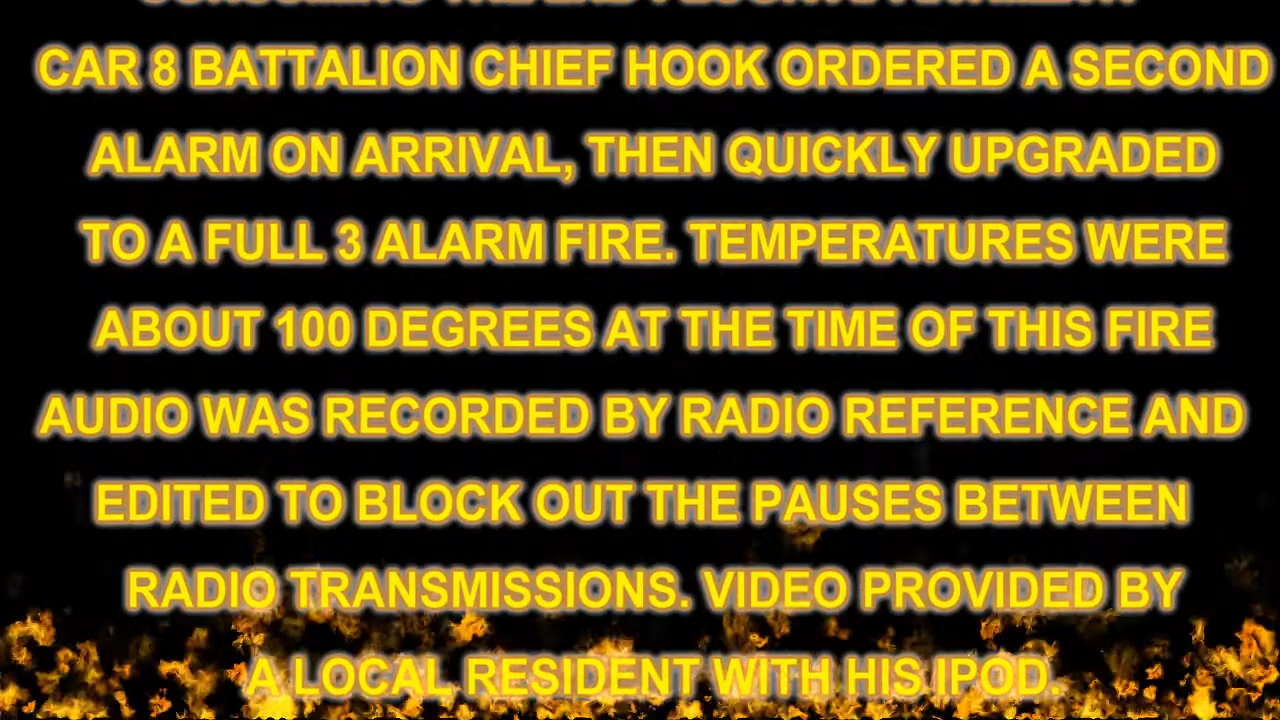 CAR 8 BATTALION CHIEF HOOK ORDERED A SECOND
ALARM ON ARRIVAL, THEN QUICKLY UPGRADED
TO A FULL 3 ALARM FIRE. TEMPERATURES WERE
ABOUT 100 DEGREES AT THE TIME OF THIS FIRE
AUDIO WAS RECORDED BY RADIO REFERENCE AND
EDITED TO BLOCK OUT THE PAUSES BETWEEN
RADIO TRANSMISSIONS. VIDEO PROVIDED BY
A LOCAL RESIDENT WITH HIS IPOD.